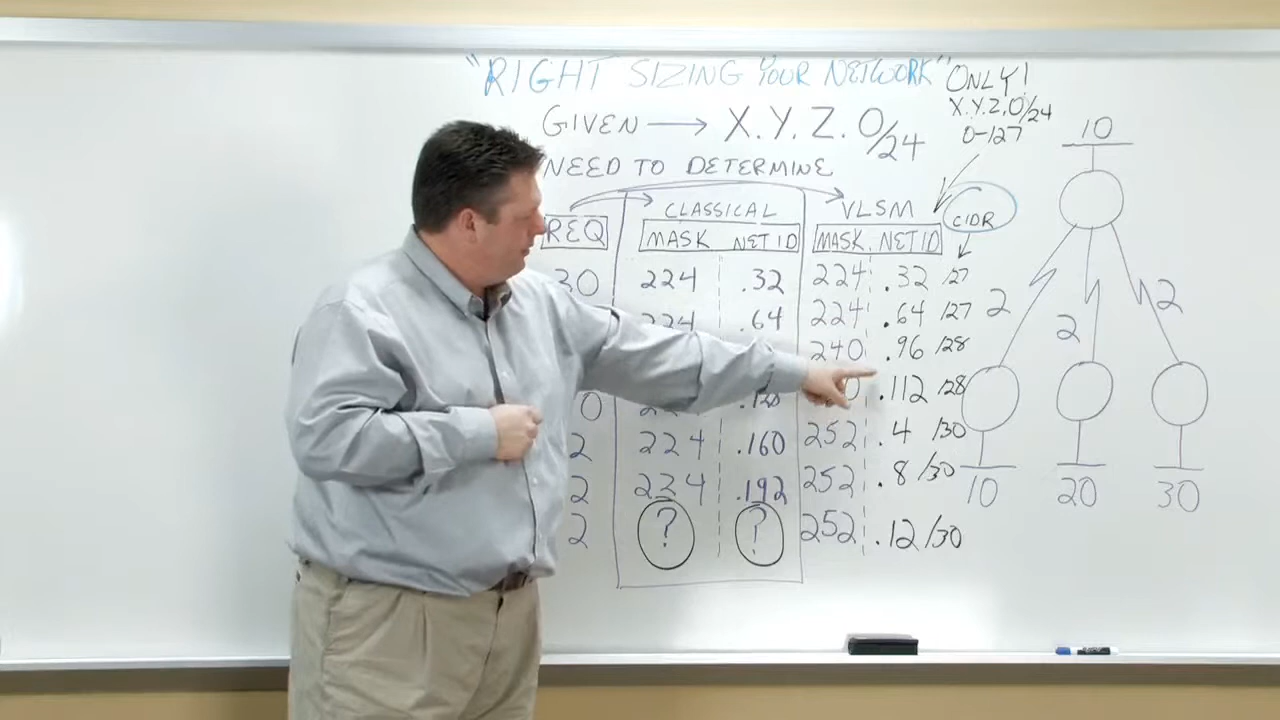 "RIGHT SIZING YOUR NETWORK"
ONLY!
X.Y.Z.0/24
0-127
GIVEN → X.Y.Z.0/24
NEED TO DETERMINE
CLASSICAL VLSM CIDR
REQ MASK NET ID MASK NET ID
30 224 .32 224 .32 /27
224 .64 224 .64 /27
240 .96 /28
.112 /28
2 224 .160 252 .4 /30
2 224 .192 252 .8 /30
2 ? ? 252 .12 /30
10
2 2 2
10 20 30